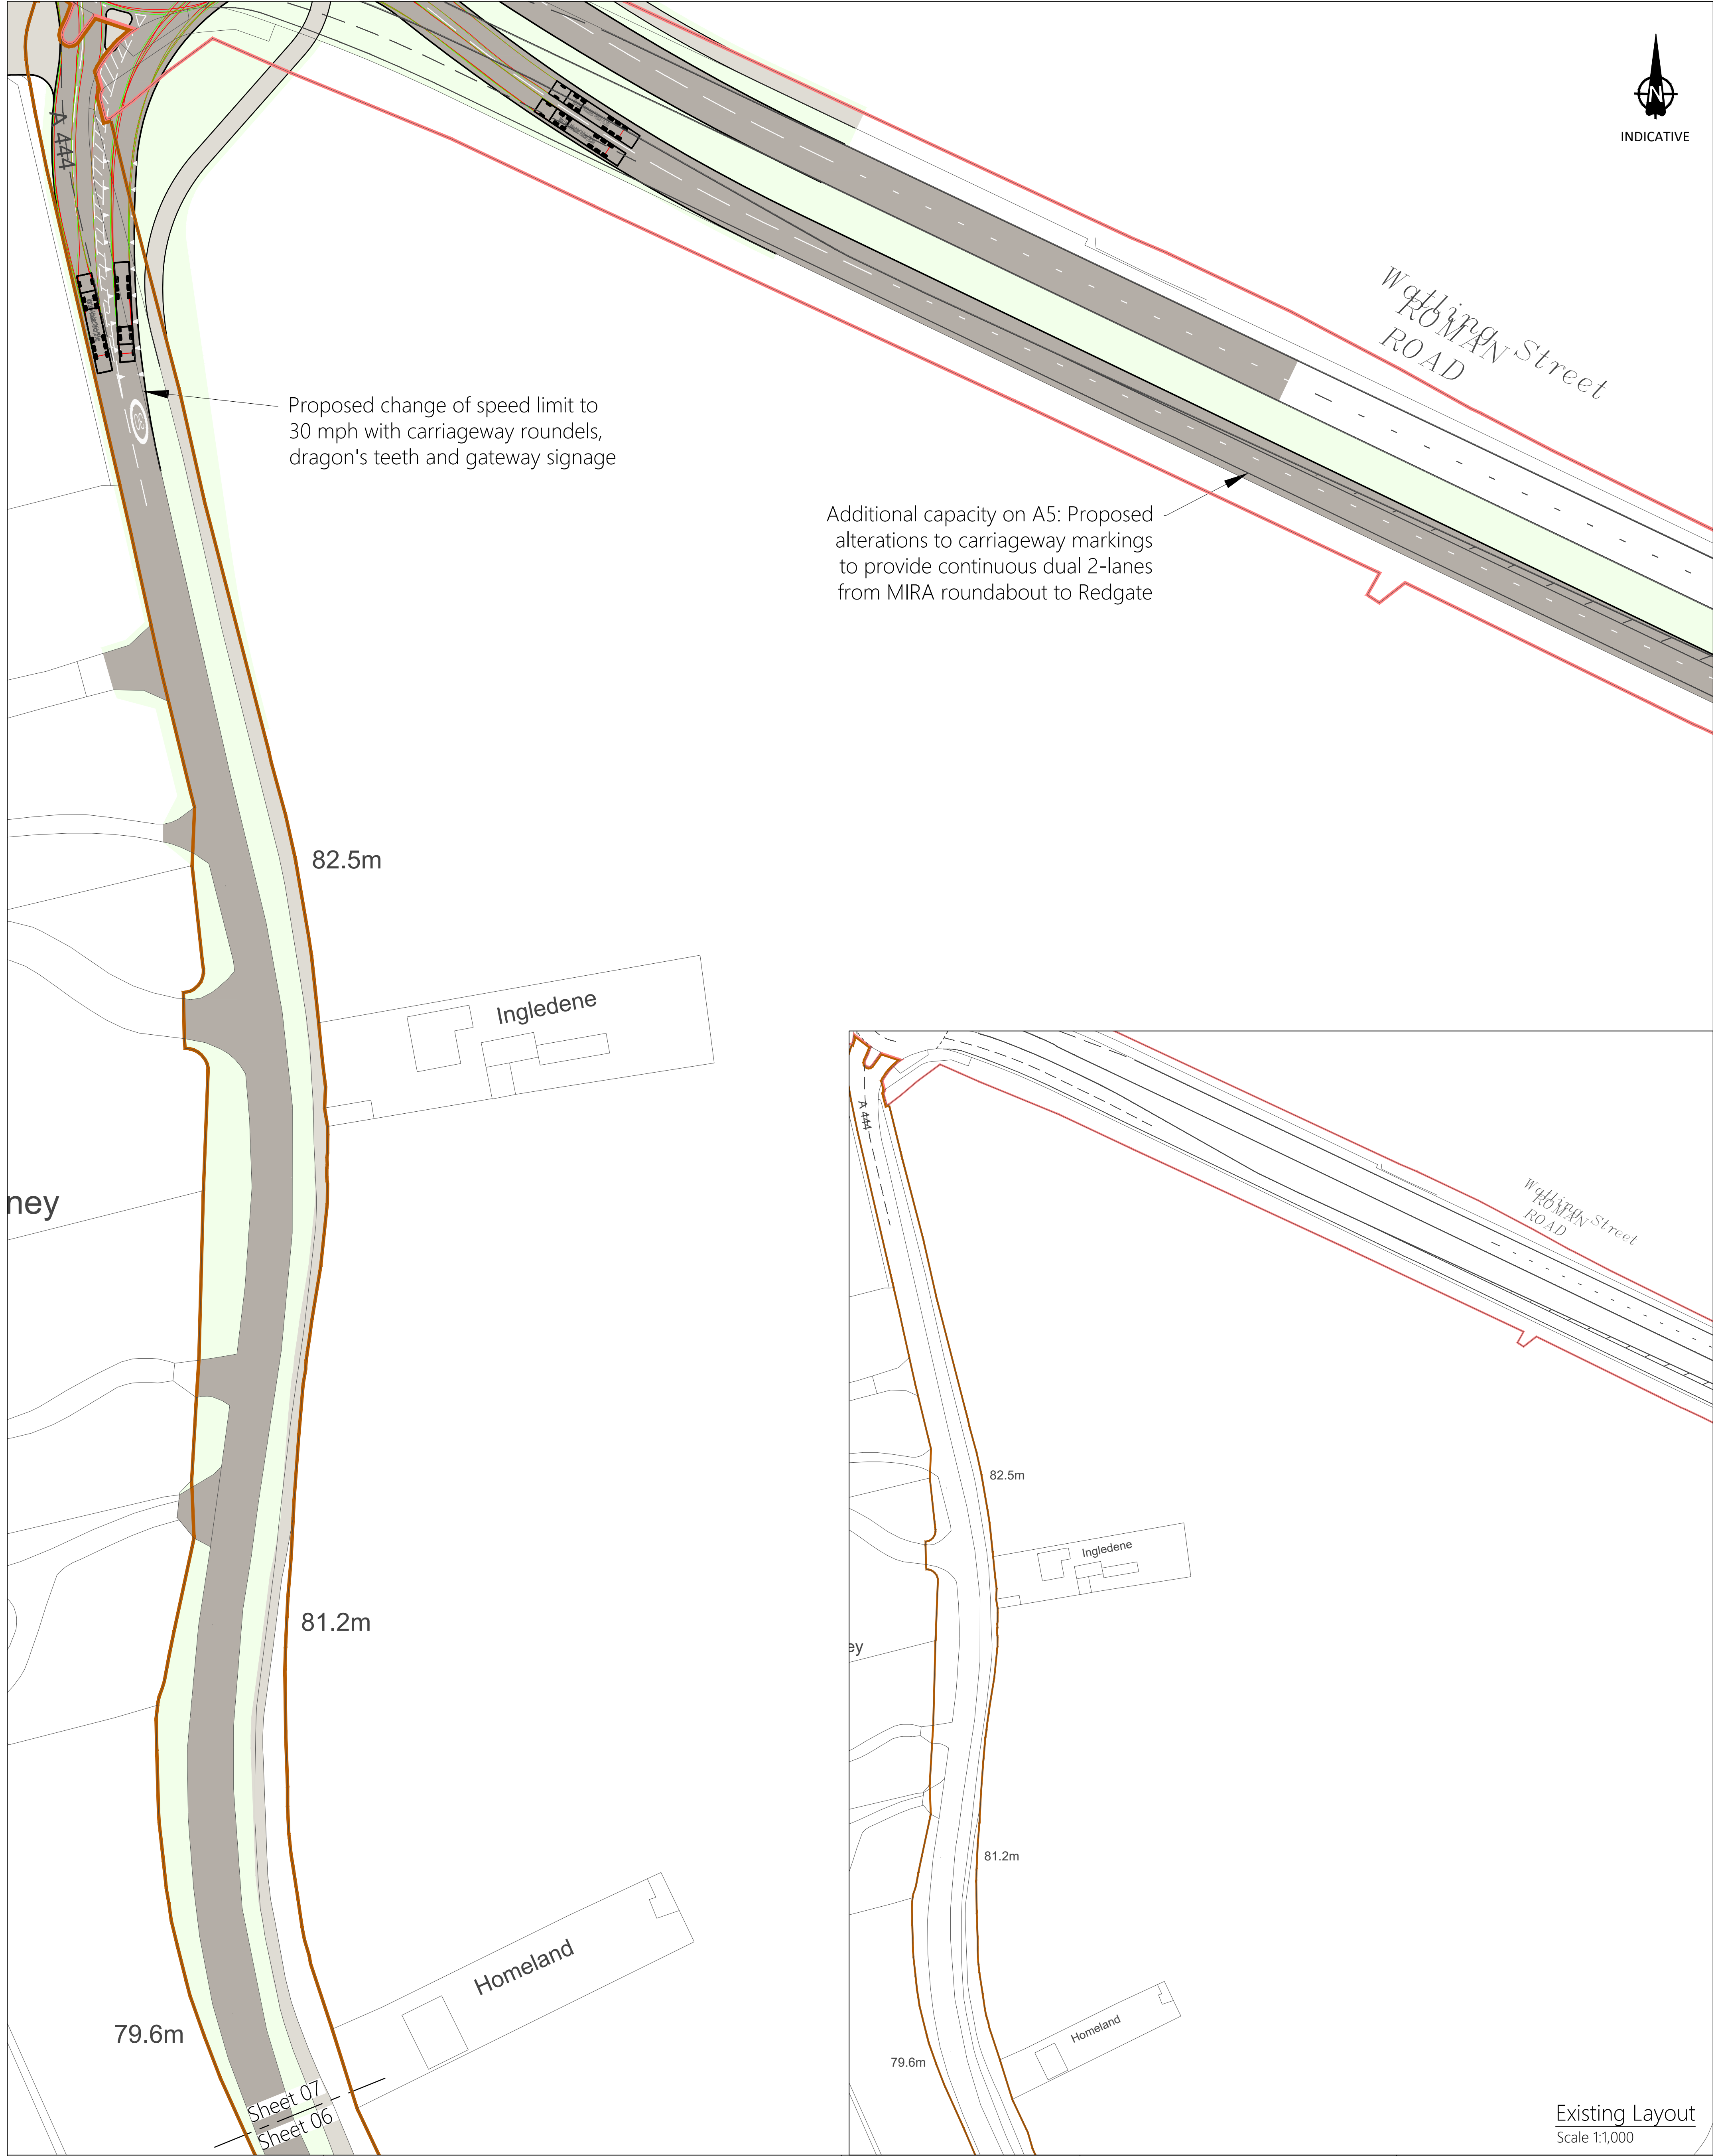 A 444
N
INDICATIVE
Watling Street
ROMAN
ROAD
Proposed change of speed limit to
30 mph with carriageway roundels,
dragon's teeth and gateway signage
30
Additional capacity on A5: Proposed
alterations to carriageway markings
to provide continuous dual 2-lanes
from MIRA roundabout to Redgate
82.5m
Ingledene
ney
81.2m
Homeland
79.6m
Sheet 07
Sheet 06
A 444
Watling Street
ROMAN
ROAD
82.5m
Ingledene
ey
81.2m
Homeland
79.6m
Existing Layout
Scale 1:1,000